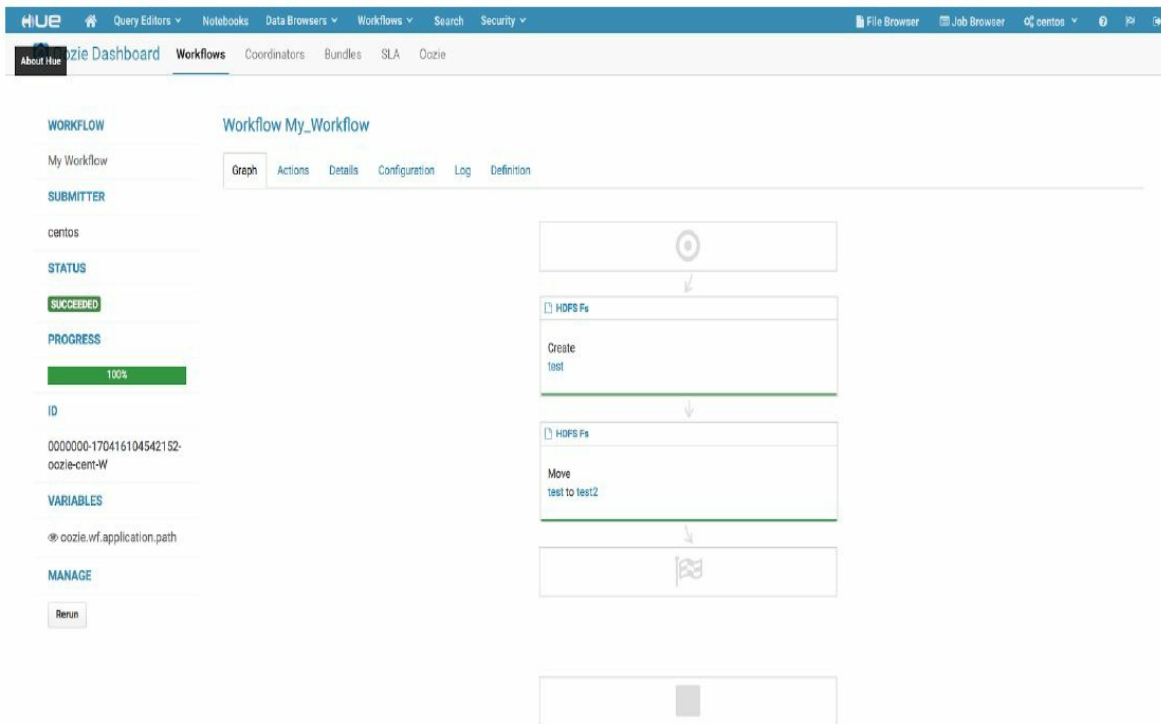 HUE Query Editors Notebooks Data Browsers Workflows Search Security File Browser Job Browser centos
About Hue
Oozie Dashboard Workflows Coordinators Bundles SLA Oozie
WORKFLOW
My Workflow
SUBMITTER
centos
STATUS
SUCCEEDED
PROGRESS
100%
ID
0000000-170416104542152-
oozie-cent-W
VARIABLES
oozie.wf.application.path
MANAGE
Rerun
Workflow My_Workflow
Graph Actions Details Configuration Log Definition
HDFS Fs
Create
test
HDFS Fs
Move
test to test2